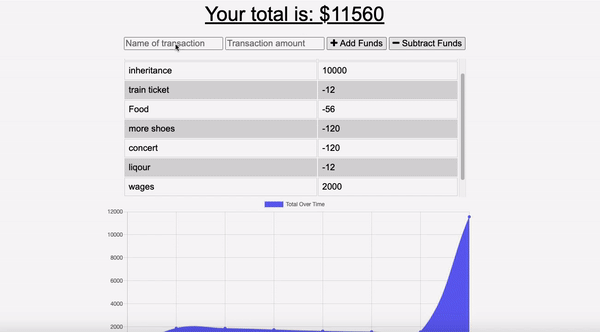 Your total is: $11560
Name of transaction Transaction amount + Add Funds − Subtract Funds
inheritance 10000
train ticket -12
Food -56
more shoes -120
concert -120
liqour -12
wages 2000
Total Over Time
12000
10000
8000
6000
4000
2000